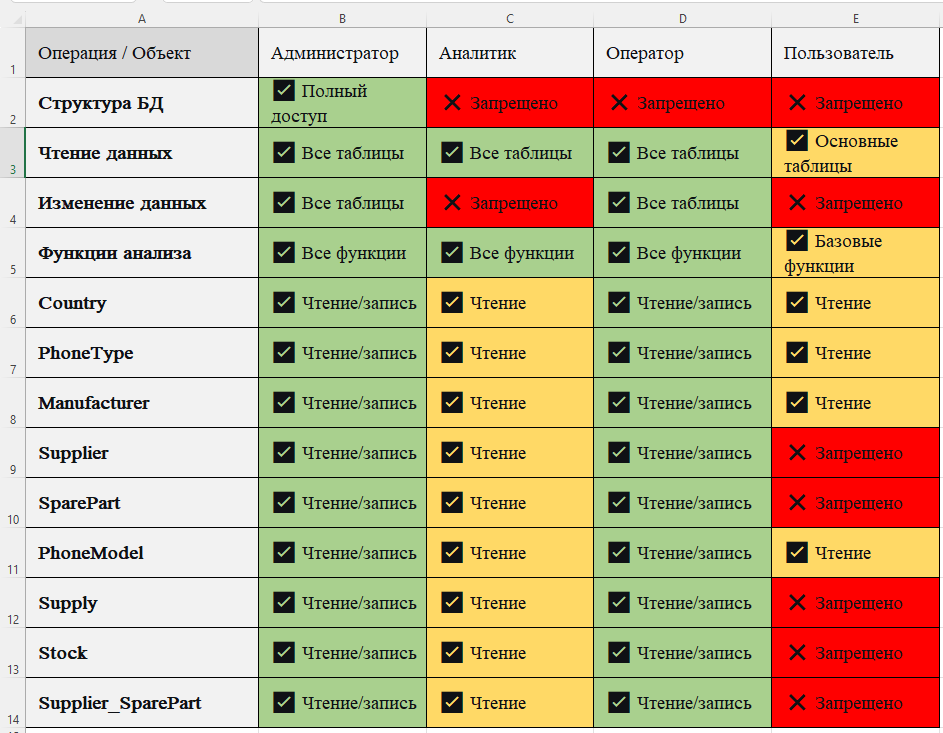 A B C D E
1 Операция / Объект Администратор Аналитик Оператор Пользователь
2 Структура БД ✓ Полный доступ ✕ Запрещено ✕ Запрещено ✕ Запрещено
3 Чтение данных ✓ Все таблицы ✓ Все таблицы ✓ Все таблицы ✓ Основные таблицы
4 Изменение данных ✓ Все таблицы ✕ Запрещено ✓ Все таблицы ✕ Запрещено
5 Функции анализа ✓ Все функции ✓ Все функции ✓ Все функции ✓ Базовые функции
6 Country ✓ Чтение/запись ✓ Чтение ✓ Чтение/запись ✓ Чтение
7 PhoneType ✓ Чтение/запись ✓ Чтение ✓ Чтение/запись ✓ Чтение
8 Manufacturer ✓ Чтение/запись ✓ Чтение ✓ Чтение/запись ✓ Чтение
9 Supplier ✓ Чтение/запись ✓ Чтение ✓ Чтение/запись ✕ Запрещено
10 SparePart ✓ Чтение/запись ✓ Чтение ✓ Чтение/запись ✕ Запрещено
11 PhoneModel ✓ Чтение/запись ✓ Чтение ✓ Чтение/запись ✓ Чтение
12 Supply ✓ Чтение/запись ✓ Чтение ✓ Чтение/запись ✕ Запрещено
13 Stock ✓ Чтение/запись ✓ Чтение ✓ Чтение/запись ✕ Запрещено
14 Supplier_SparePart ✓ Чтение/запись ✓ Чтение ✓ Чтение/запись ✕ Запрещено